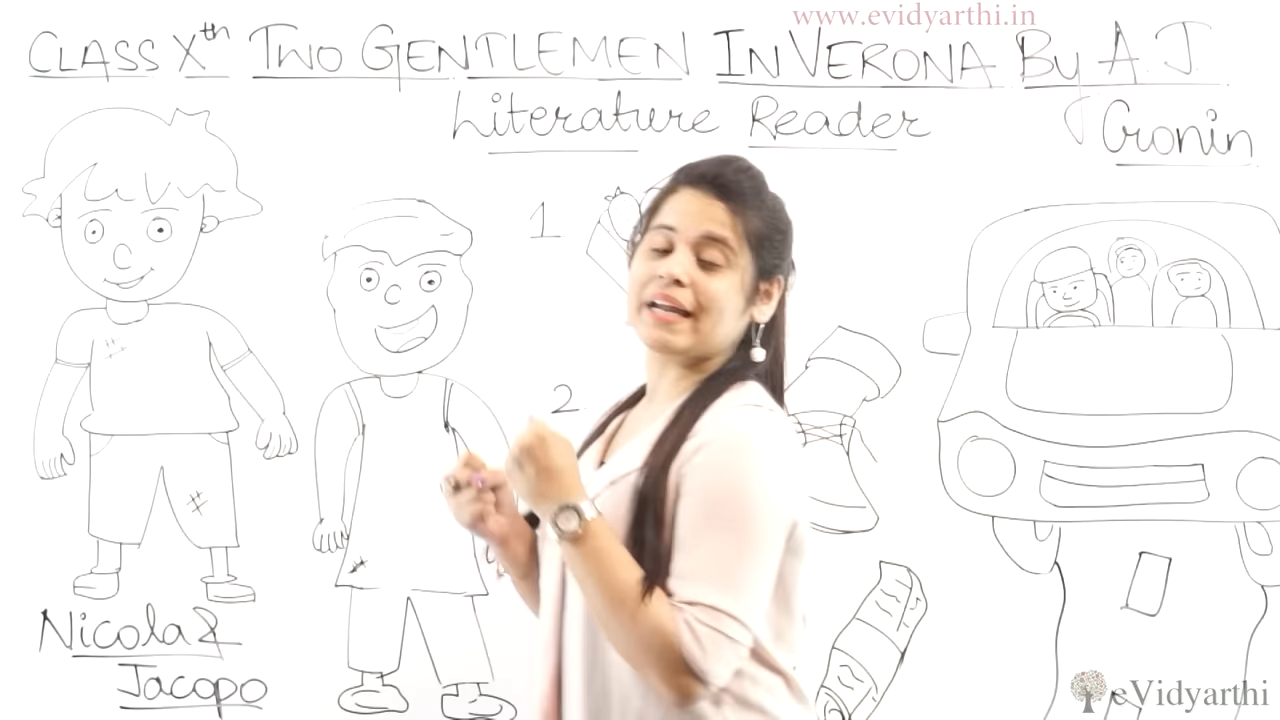 www.evidyarthi.in
CLASS Xth TWO GENTLEMEN IN VERONA By A.J.
Cronin
Literature Reader
1
2
Nicola &
Jacopo
eVidyarthi